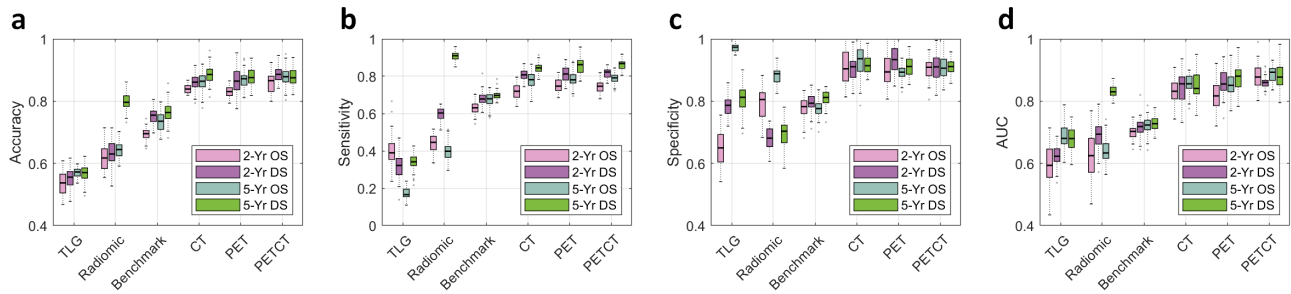 a
Accuracy
1
0.8
0.6
0.4
TLG
Radiomic
Benchmark
CT
PET
PETCT
2-Yr OS
2-Yr DS
5-Yr OS
5-Yr DS
b
Sensitivity
1
0.8
0.6
0.4
0.2
0
TLG
Radiomic
Benchmark
CT
PET
PETCT
2-Yr OS
2-Yr DS
5-Yr OS
5-Yr DS
c
Specificity
1
0.8
0.6
0.4
TLG
Radiomic
Benchmark
CT
PET
PETCT
2-Yr OS
2-Yr DS
5-Yr OS
5-Yr DS
d
AUC
1
0.8
0.6
0.4
TLG
Radiomic
Benchmark
CT
PET
PETCT
2-Yr OS
2-Yr DS
5-Yr OS
5-Yr DS